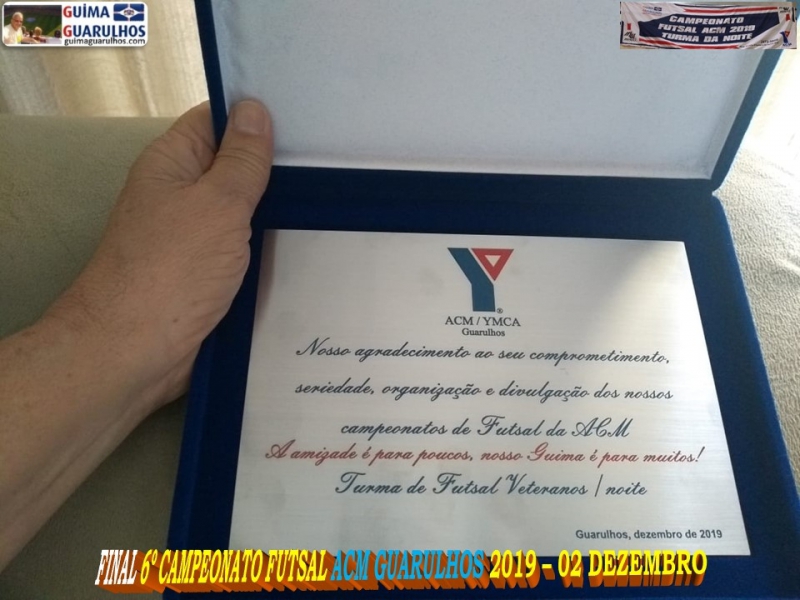 GUÍMA
GUARULHOS
guimaguarulhos.com
CAMPEONATO
FUTSAL ACM 2019
TURMA DA NOITE
ACM / YMCA
Guarulhos
Nosso agradecimento ao seu comprometimento,
seriedade, organização e divulgação dos nossos
campeonatos de Futsal da ACM
A amizade é para poucos, nosso Guima é para muitos!
Turma de Futsal Veteranos / noite
Guarulhos, dezembro de 2019
FINAL 6º CAMPEONATO FUTSAL ACM GUARULHOS 2019 - 02 DEZEMBRO